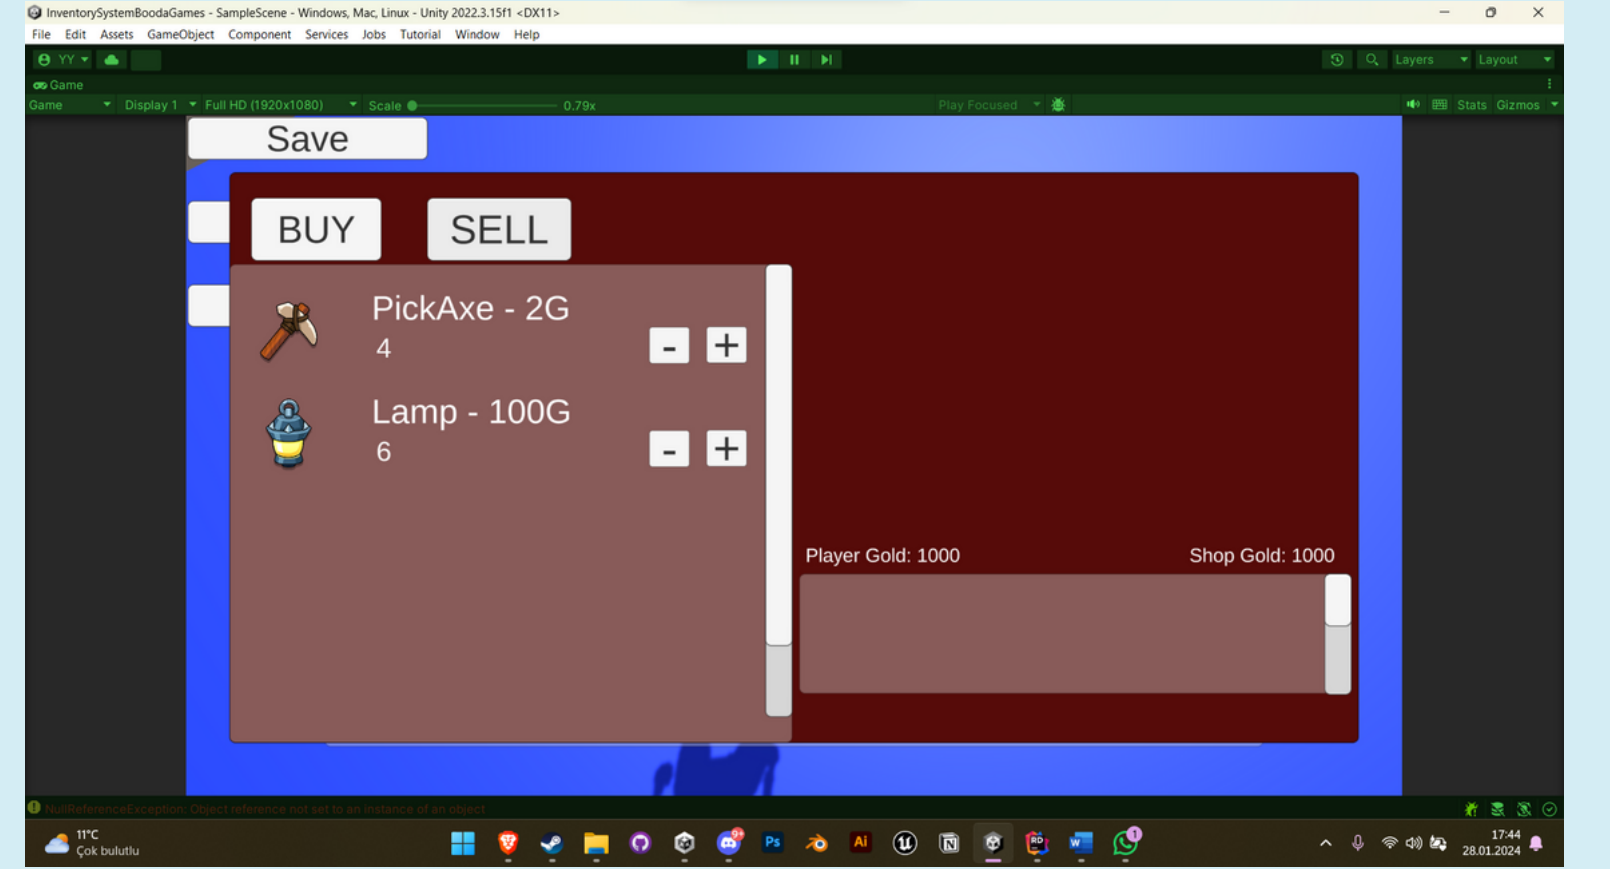 InventorySystemBoodaGames - SampleScene - Windows, Mac, Linux - Unity 2022.3.15f1 <DX11>
File Edit Assets GameObject Component Services Jobs Tutorial Window Help
YY Layers Layout
Game
Game Display 1 Full HD (1920x1080) Scale 0.79x Play Focused Stats Gizmos
Save
BUY SELL
PickAxe - 2G
4 - +
Lamp - 100G
6 - +
Player Gold: 1000 Shop Gold: 1000
NullReferenceException: Object reference not set to an instance of an object
11°C
Çok bulutlu
9+
Ps
Ai
RD
W
1
17:44
28.01.2024